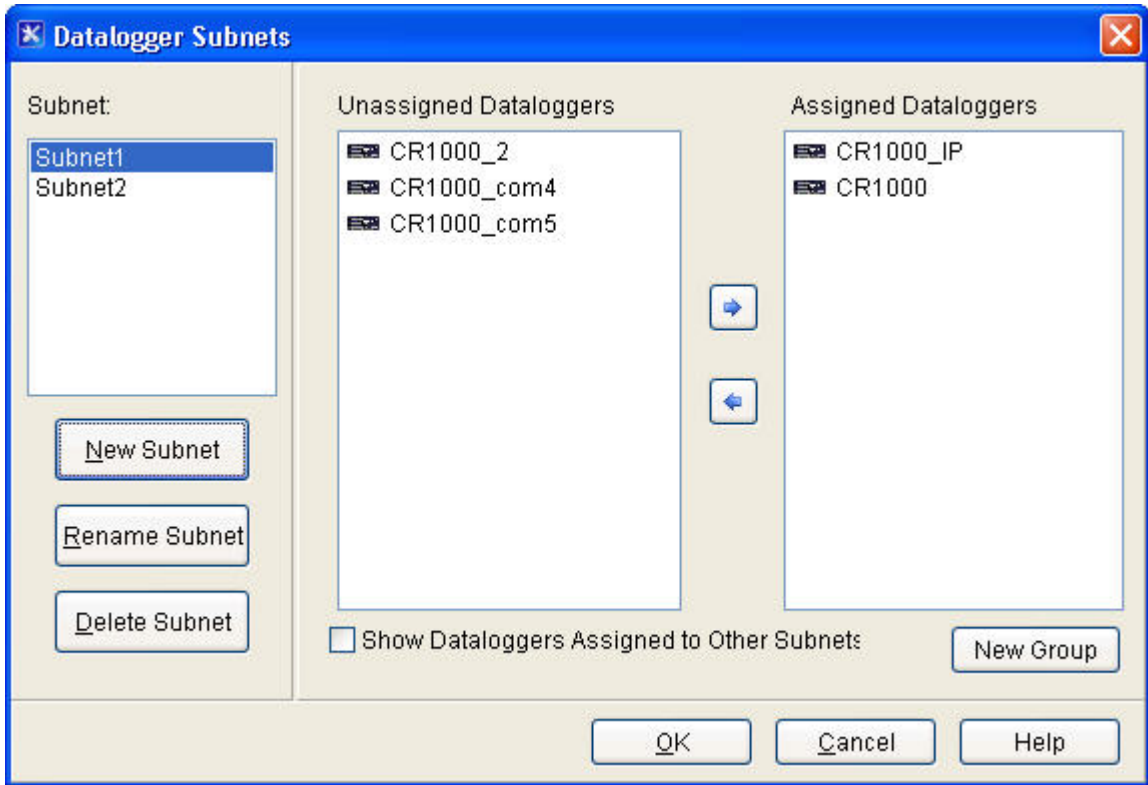 Datalogger Subnets
Subnet:
Subnet1
Subnet2
New Subnet
Rename Subnet
Delete Subnet
Unassigned Dataloggers
CR1000_2
CR1000_com4
CR1000_com5
Assigned Dataloggers
CR1000_IP
CR1000
Show Dataloggers Assigned to Other Subnets
New Group
OK
Cancel
Help